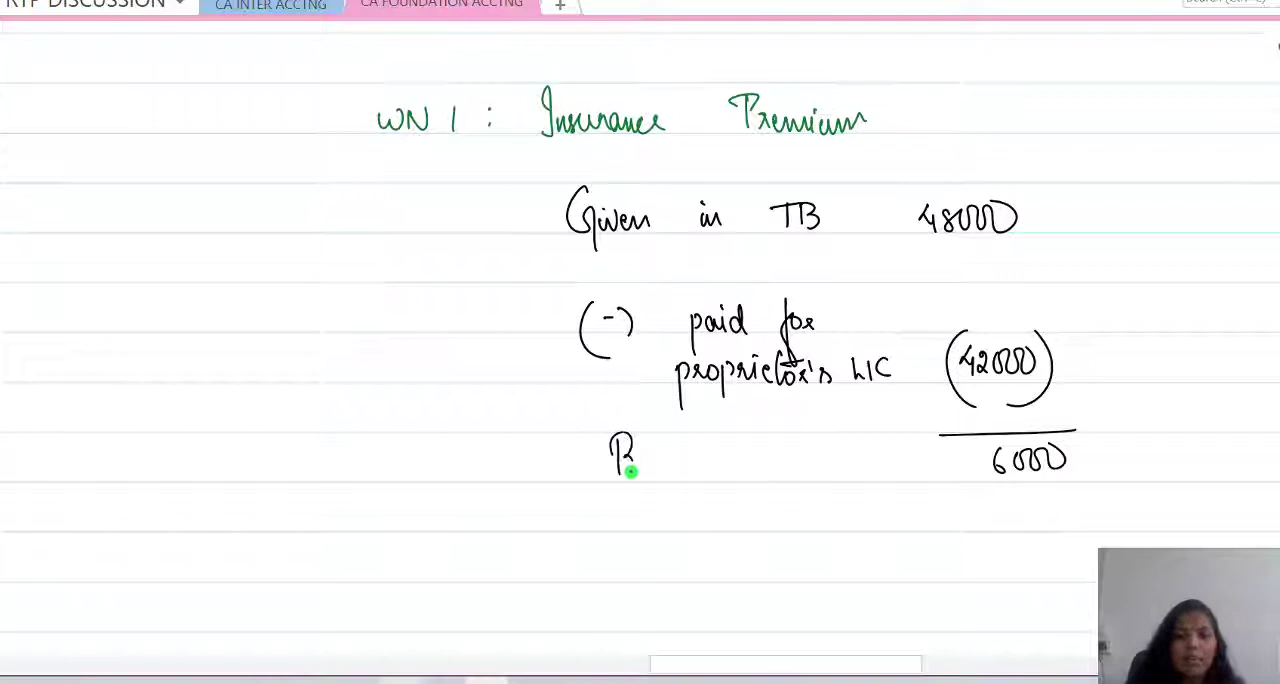 RTP DISCUSSION CA INTER ACCTNG CA FOUNDATION ACCTNG +
WN 1 : Insurance Premium
Given in TB 48000
(-) paid for
proprietor's LIC (42000)
6000